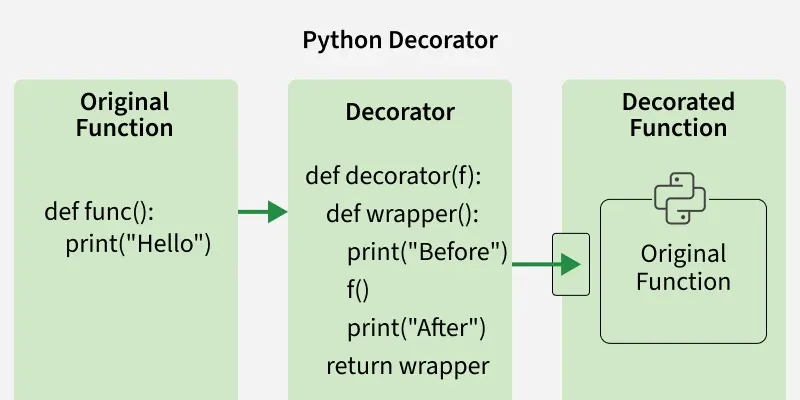 Python Decorator
Original
Function
def func():
print("Hello")
Decorator
def decorator(f):
def wrapper():
print("Before")
f()
print("After")
return wrapper
Decorated
Function
Original
Function